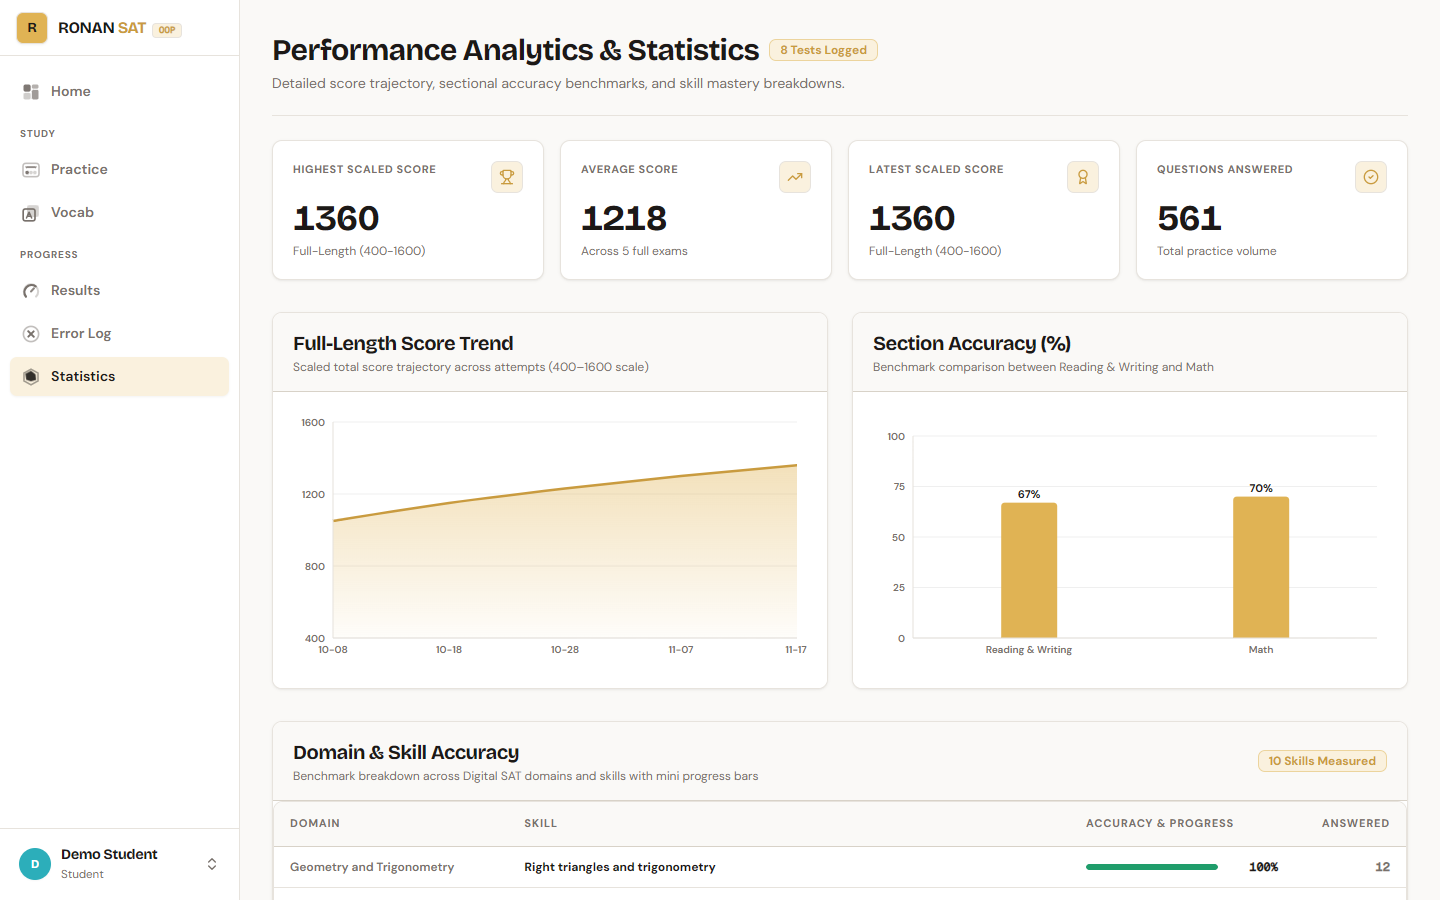 R RONAN SAT OOP
Home
STUDY
Practice
Vocab
PROGRESS
Results
Error Log
Statistics
D Demo Student
Student
Performance Analytics & Statistics 8 Tests Logged
Detailed score trajectory, sectional accuracy benchmarks, and skill mastery breakdowns.
HIGHEST SCALED SCORE
1360
Full-Length (400-1600)
AVERAGE SCORE
1218
Across 5 full exams
LATEST SCALED SCORE
1360
Full-Length (400-1600)
QUESTIONS ANSWERED
561
Total practice volume
Full-Length Score Trend
Scaled total score trajectory across attempts (400–1600 scale)
1600
1200
800
400
10-08 10-18 10-28 11-07 11-17
Section Accuracy (%)
Benchmark comparison between Reading & Writing and Math
100
75
50
25
0
67% 70%
Reading & Writing Math
Domain & Skill Accuracy
Benchmark breakdown across Digital SAT domains and skills with mini progress bars
10 Skills Measured
DOMAIN SKILL ACCURACY & PROGRESS ANSWERED
Geometry and Trigonometry Right triangles and trigonometry 100% 12